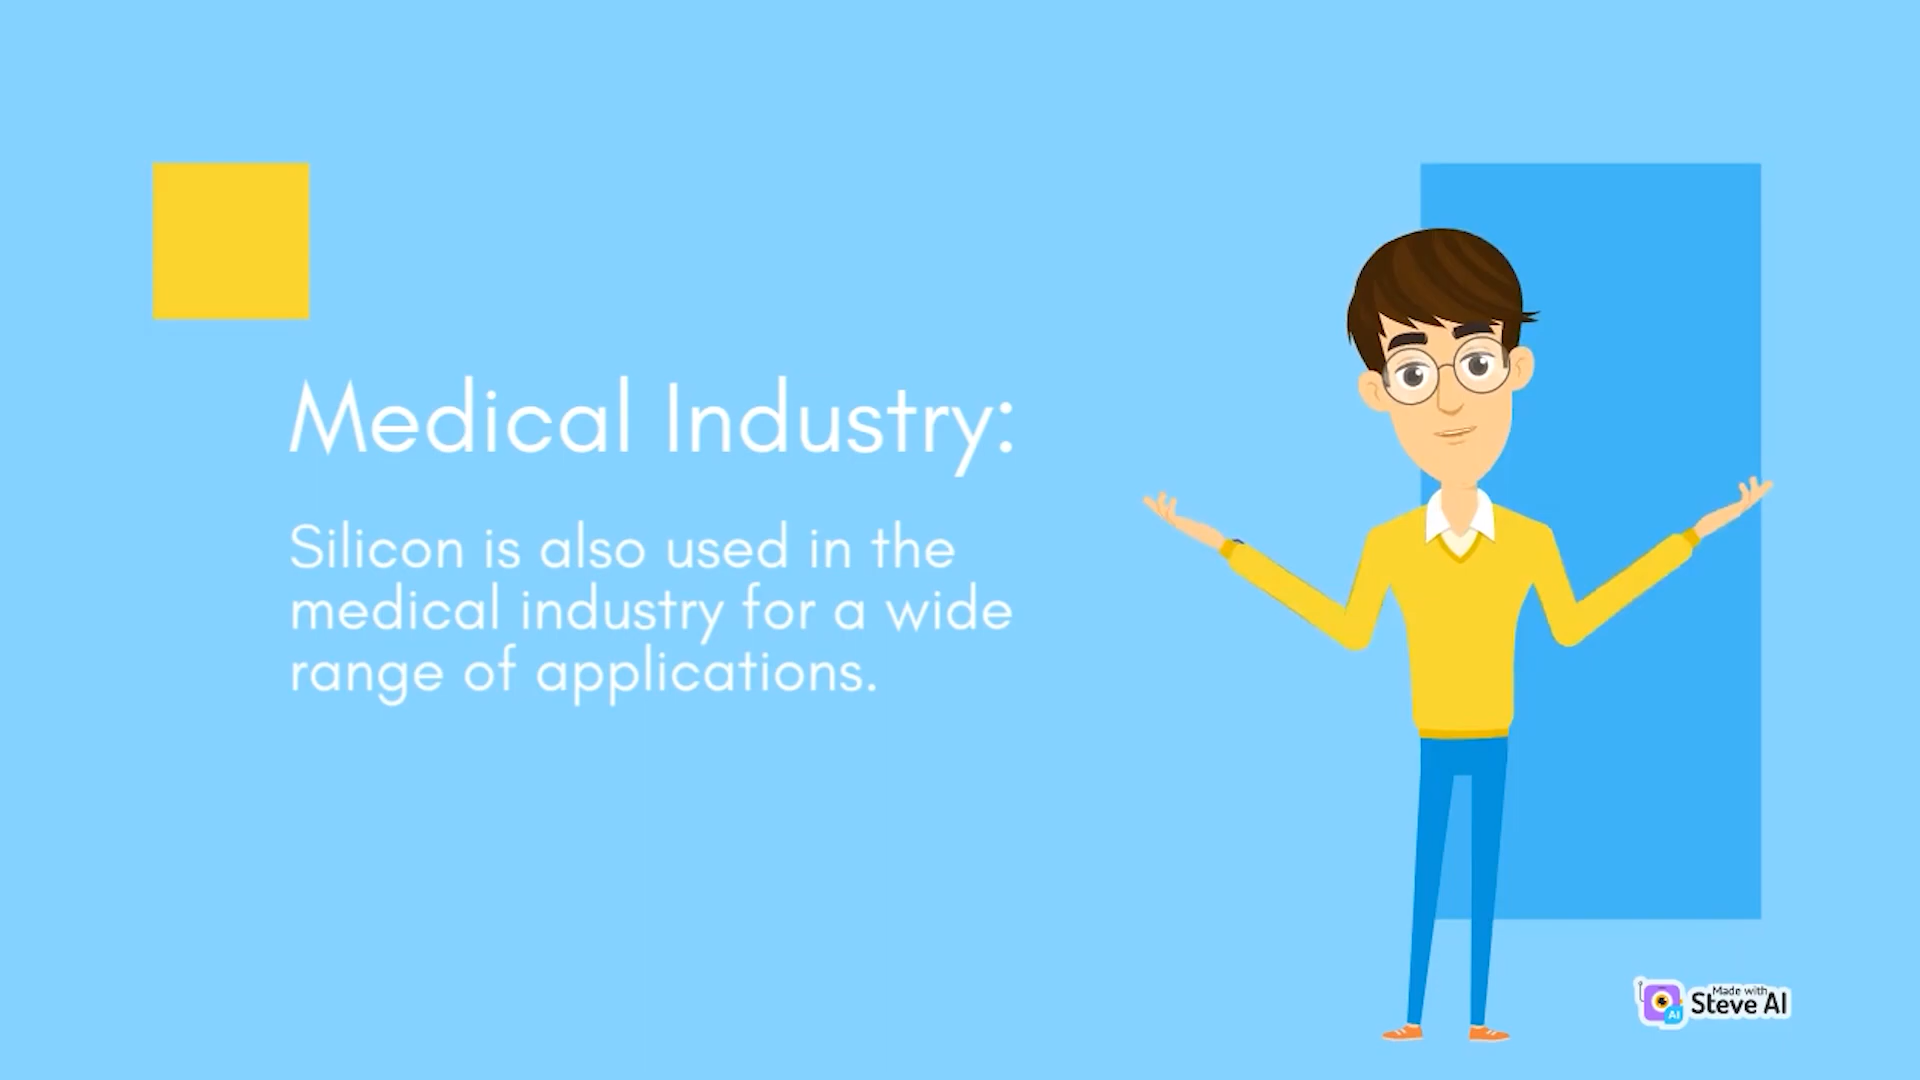 Medical Industry:
Silicon is also used in the
medical industry for a wide
range of applications.
Made with
Steve AI
AI